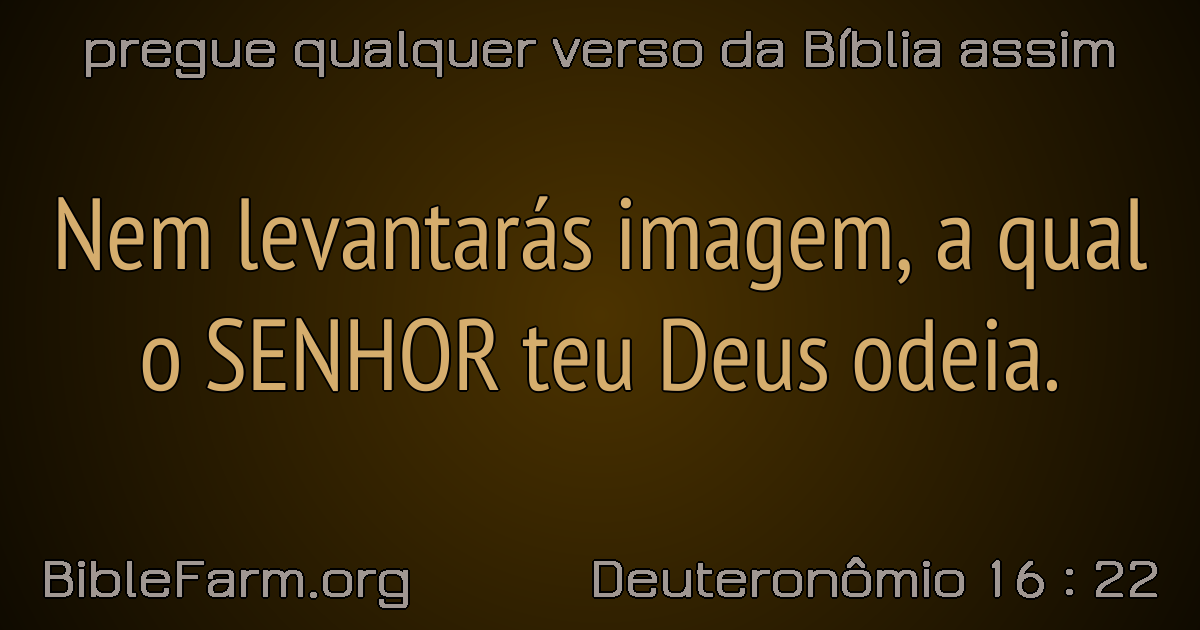 pregue qualquer verso da Bíblia assim
Nem levantarás imagem, a qual
o SENHOR teu Deus odeia.
BibleFarm.org
Deuteronômio 16 : 22